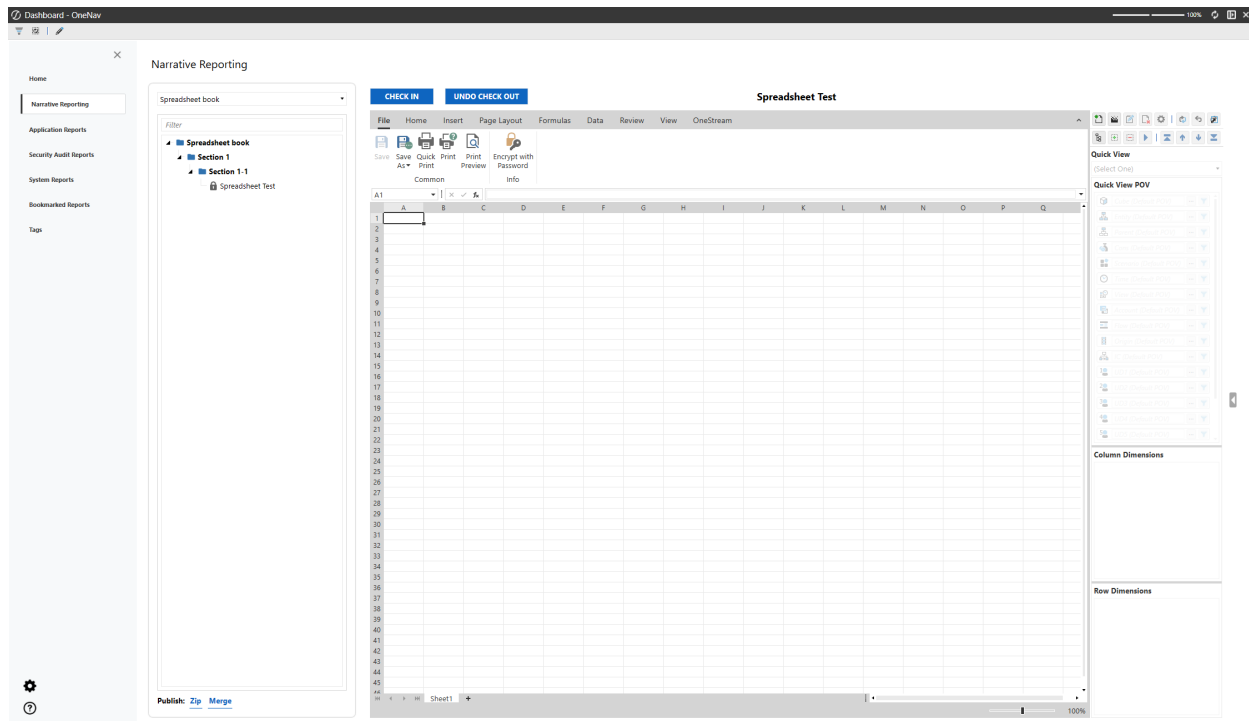 Dashboard - OneNav
100%
Home
Narrative Reporting
Application Reports
Security Audit Reports
System Reports
Bookmarked Reports
Tags
Narrative Reporting
Spreadsheet book
Filter
Spreadsheet book
Section 1
Section 1-1
Spreadsheet Test
Publish: Zip Merge
CHECK IN UNDO CHECK OUT Spreadsheet Test
File Home Insert Page Layout Formulas Data Review View OneStream
Save Save As Quick Print Print Print Preview Encrypt with Password
Common Info
A1 fx
A B C D E F G H I J K L M N O P Q
1
2
3
4
5
6
7
8
9
10
11
12
13
14
15
16
17
18
19
20
21
22
23
24
25
26
27
28
29
30
31
32
33
34
35
36
37
38
39
40
41
42
43
44
45
Sheet1 +
100%
Quick View
(Select One)
Quick View POV
Column Dimensions
Row Dimensions